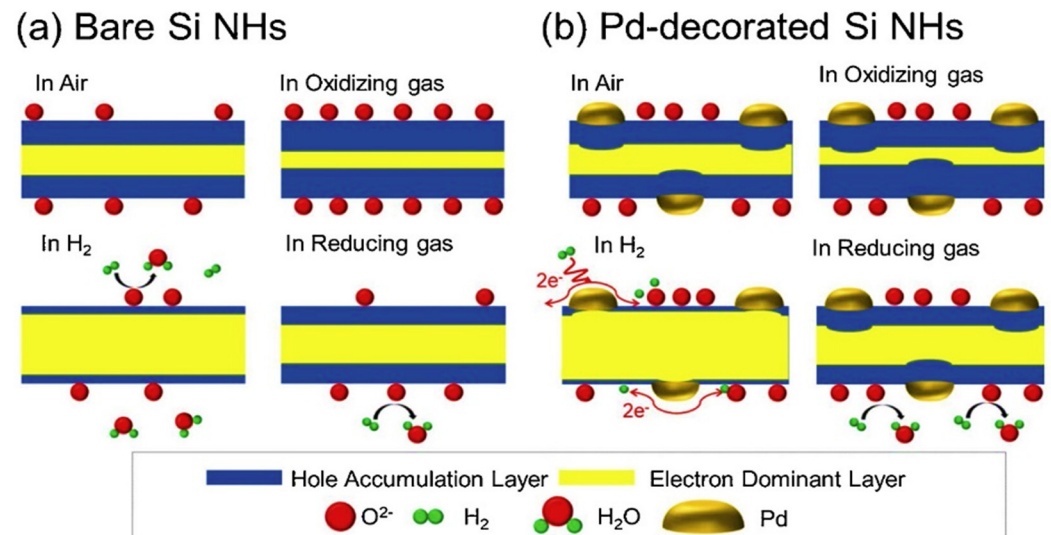 (a) Bare Si NHs
In Air
In Oxidizing gas
In H₂
In Reducing gas
(b) Pd-decorated Si NHs
In Air
In Oxidizing gas
In H₂
2e⁻
2e⁻
In Reducing gas
Hole Accumulation Layer
Electron Dominant Layer
O²⁻
H₂
H₂O
Pd